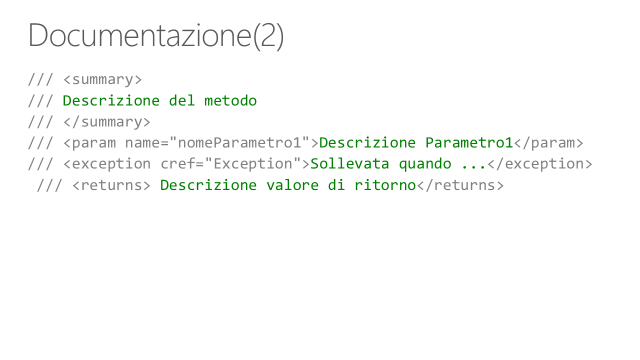 Documentazione(2)
/// <summary>
/// Descrizione del metodo
/// </summary>
/// <param name="nomeParametro1">Descrizione Parametro1</param>
/// <exception cref="Exception">Sollevata quando ...</exception>
/// <returns> Descrizione valore di ritorno</returns>